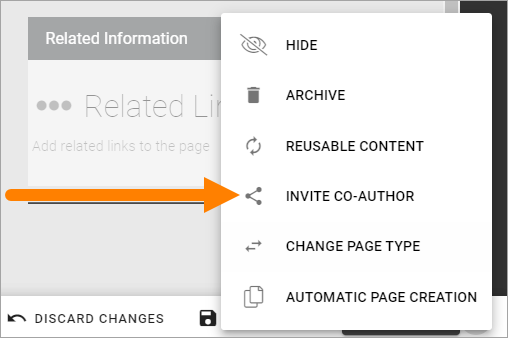 Related Information
Related Li
Add related links to the page
HIDE
ARCHIVE
REUSABLE CONTENT
INVITE CO-AUTHOR
CHANGE PAGE TYPE
AUTOMATIC PAGE CREATION
DISCARD CHANGES